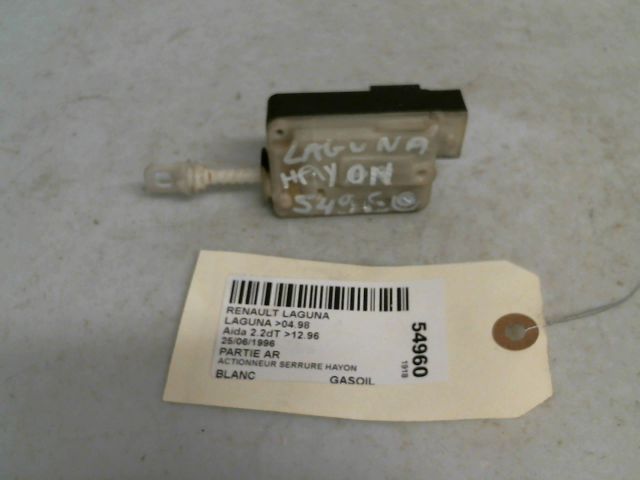 LAGUNA
HAYON
54960
RENAULT LAGUNA
LAGUNA >04.98
Aida 2.2dT >12.96
25/06/1996
PARTIE AR
ACTIONNEUR SERRURE HAYON
BLANC GASOIL
54960
1918